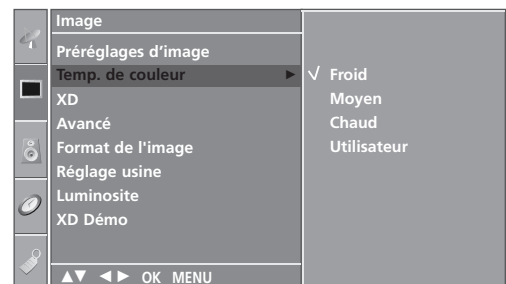 Image
Préréglages d'image
Temp. de couleur ► √ Froid
XD Moyen
Avancé Chaud
Format de l'image Utilisateur
Réglage usine
Luminosite
XD Démo
▲▼ ◄► OK MENU